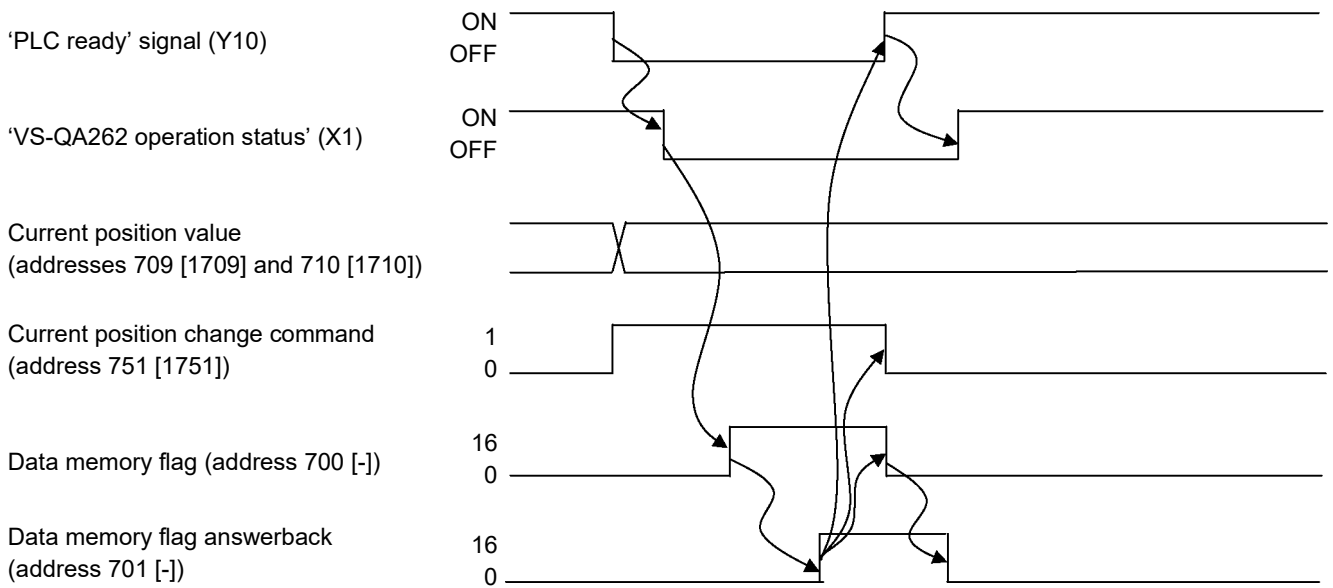 ‘PLC ready’ signal (Y10)
ON
OFF
‘VS-QA262 operation status’ (X1)
ON
OFF
Current position value
(addresses 709 [1709] and 710 [1710])
Current position change command
(address 751 [1751])
1
0
Data memory flag (address 700 [-])
16
0
Data memory flag answerback
(address 701 [-])
16
0